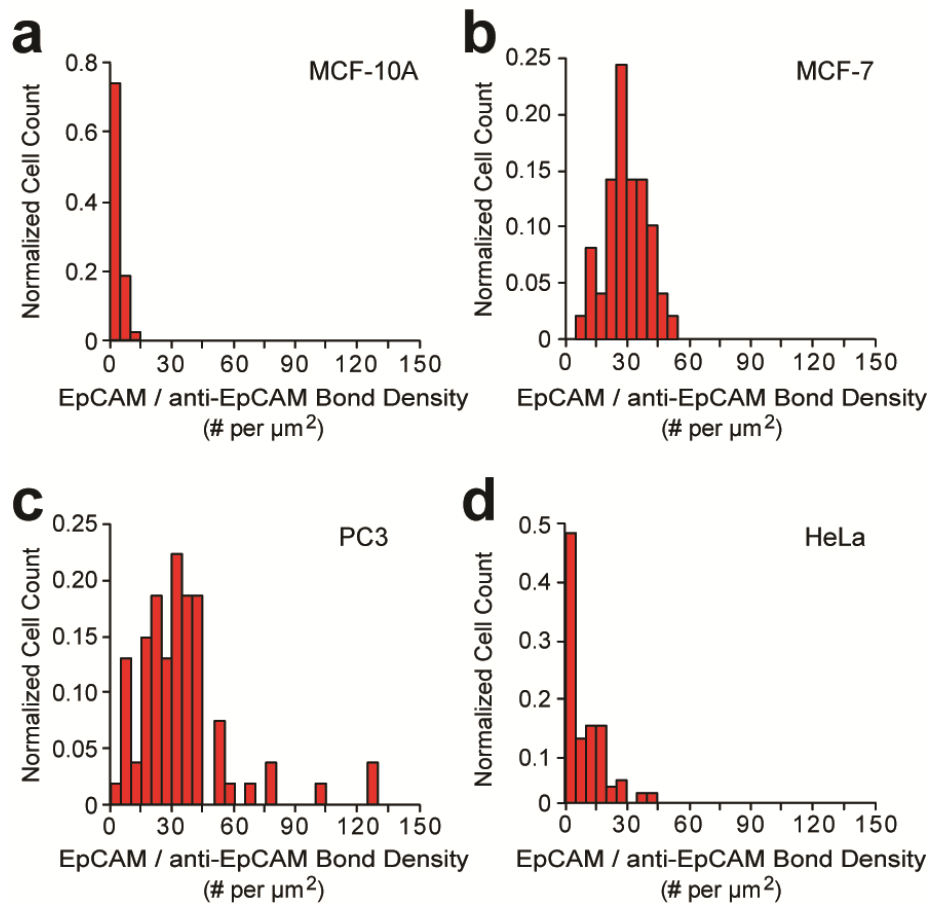 a
MCF-10A
Normalized Cell Count
0.8
0.6
0.4
0.2
0
0 30 60 90 120 150
EpCAM / anti-EpCAM Bond Density
(# per µm²)
b
MCF-7
Normalized Cell Count
0.25
0.20
0.15
0.10
0.05
0
0 30 60 90 120 150
EpCAM / anti-EpCAM Bond Density
(# per µm²)
c
PC3
Normalized Cell Count
0.25
0.20
0.15
0.10
0.05
0
0 30 60 90 120 150
EpCAM / anti-EpCAM Bond Density
(# per µm²)
d
HeLa
Normalized Cell Count
0.5
0.4
0.3
0.2
0.1
0
0 30 60 90 120 150
EpCAM / anti-EpCAM Bond Density
(# per µm²)